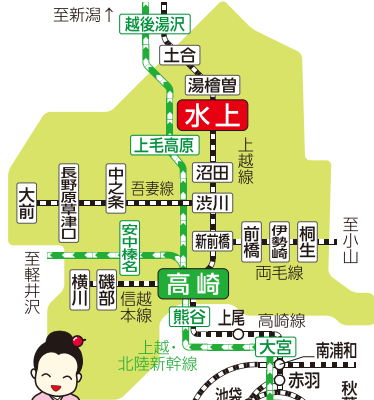 至新潟↑
越後湯沢
土合
湯檜曽
水上
上毛高原
上越線
沼田
大前
長野原草津口
中之条
吾妻線
渋川
安中榛名
新前橋
前橋
伊勢崎
桐生
至小山
両毛線
至軽井沢
横川
磯部
信越本線
高崎
熊谷
上尾
高崎線
大宮
上越・
北陸新幹線
南浦和
赤羽
池袋
秋